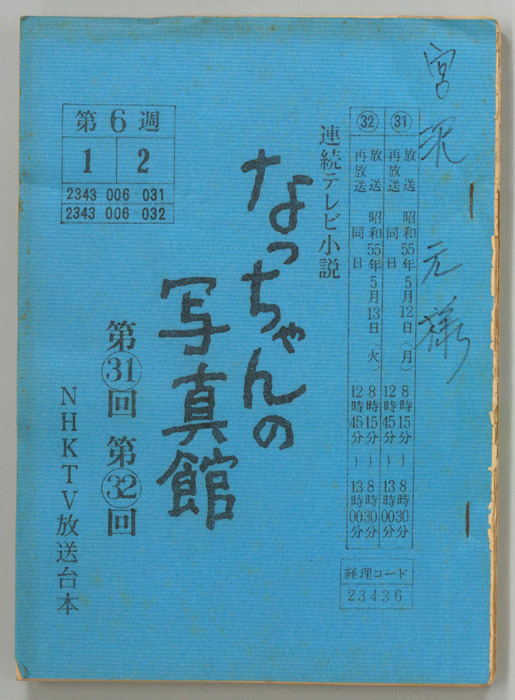 宮
元様
㉛ 放送 昭和55年5月12日（月） 8時15分〜8時30分
再放送 同日 12時45分〜13時00分
㉜ 放送 昭和55年5月13日（火） 8時15分〜8時30分
再放送 同日 12時45分〜13時00分
経理コード
23436
連続テレビ小説
なっちゃんの
写真館
第㉛回 第㉜回
NHKTV放送台本
第6週
1 2
2343 006 031
2343 006 032